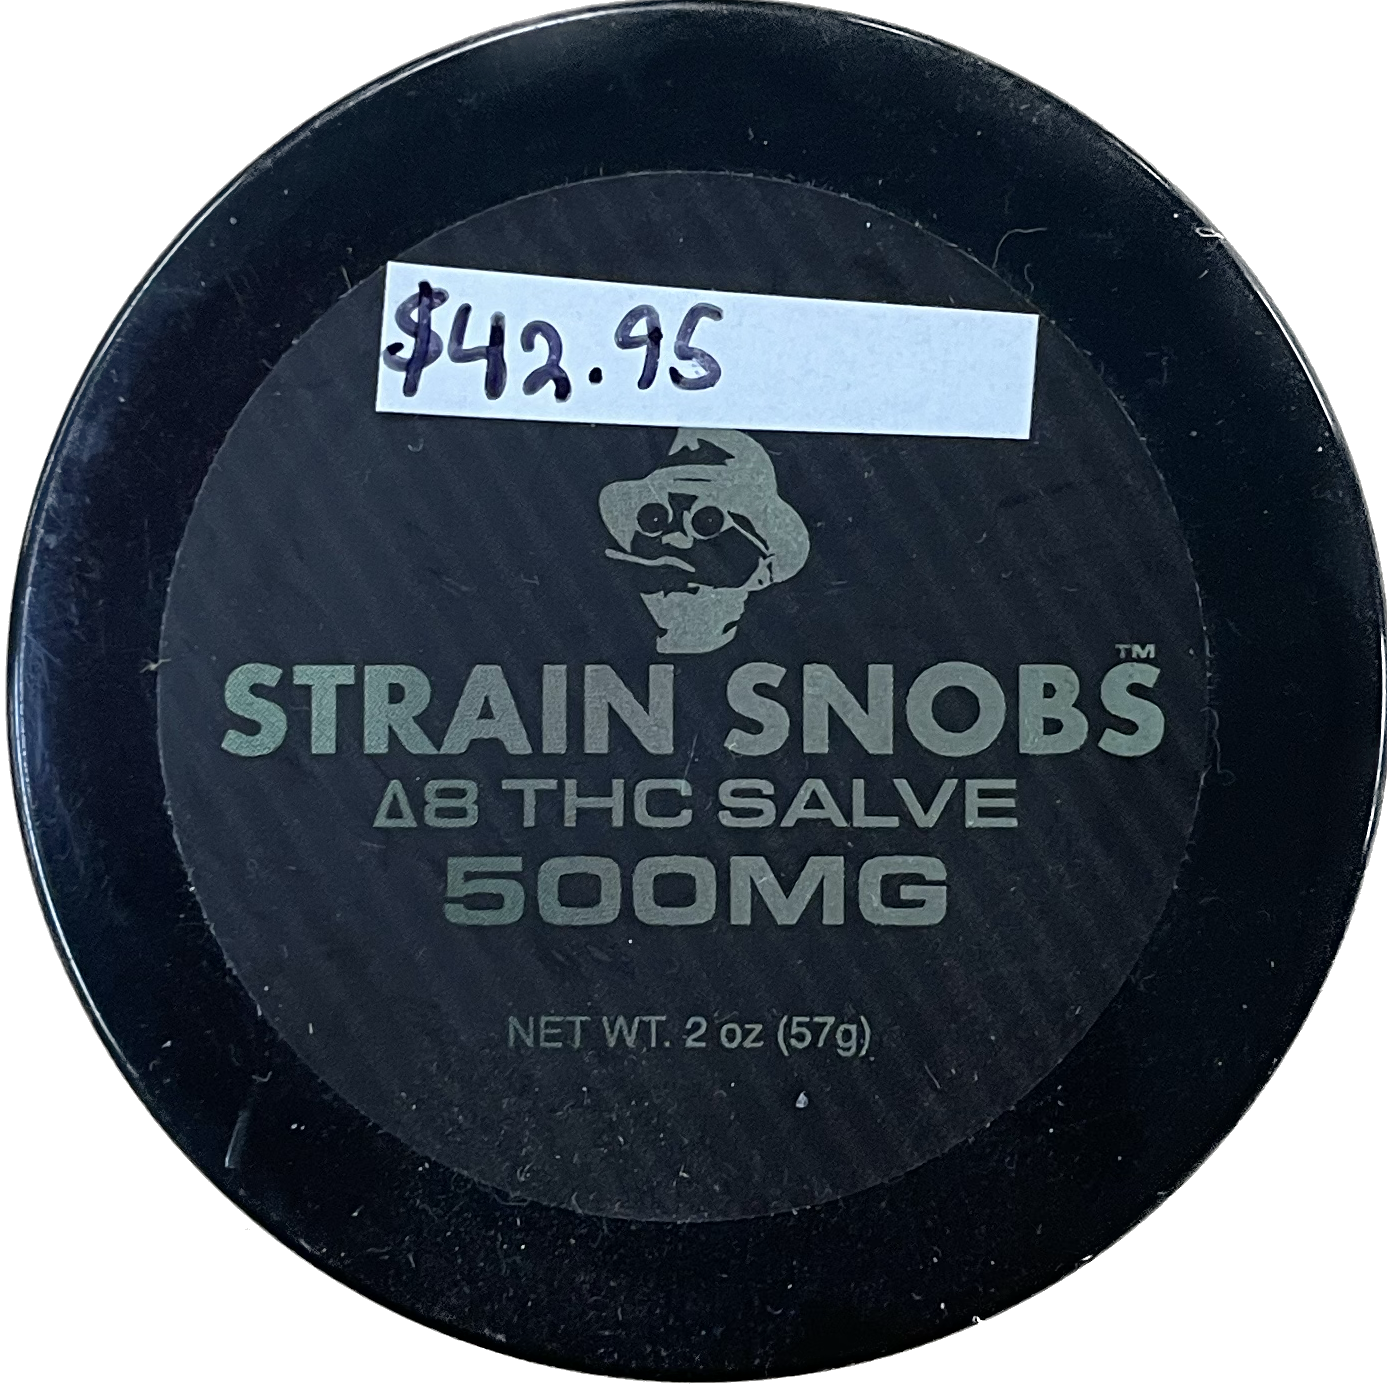 $42.95
STRAIN SNOBS™
Δ8 THC SALVE
500MG
NET WT. 2 oz (57g)